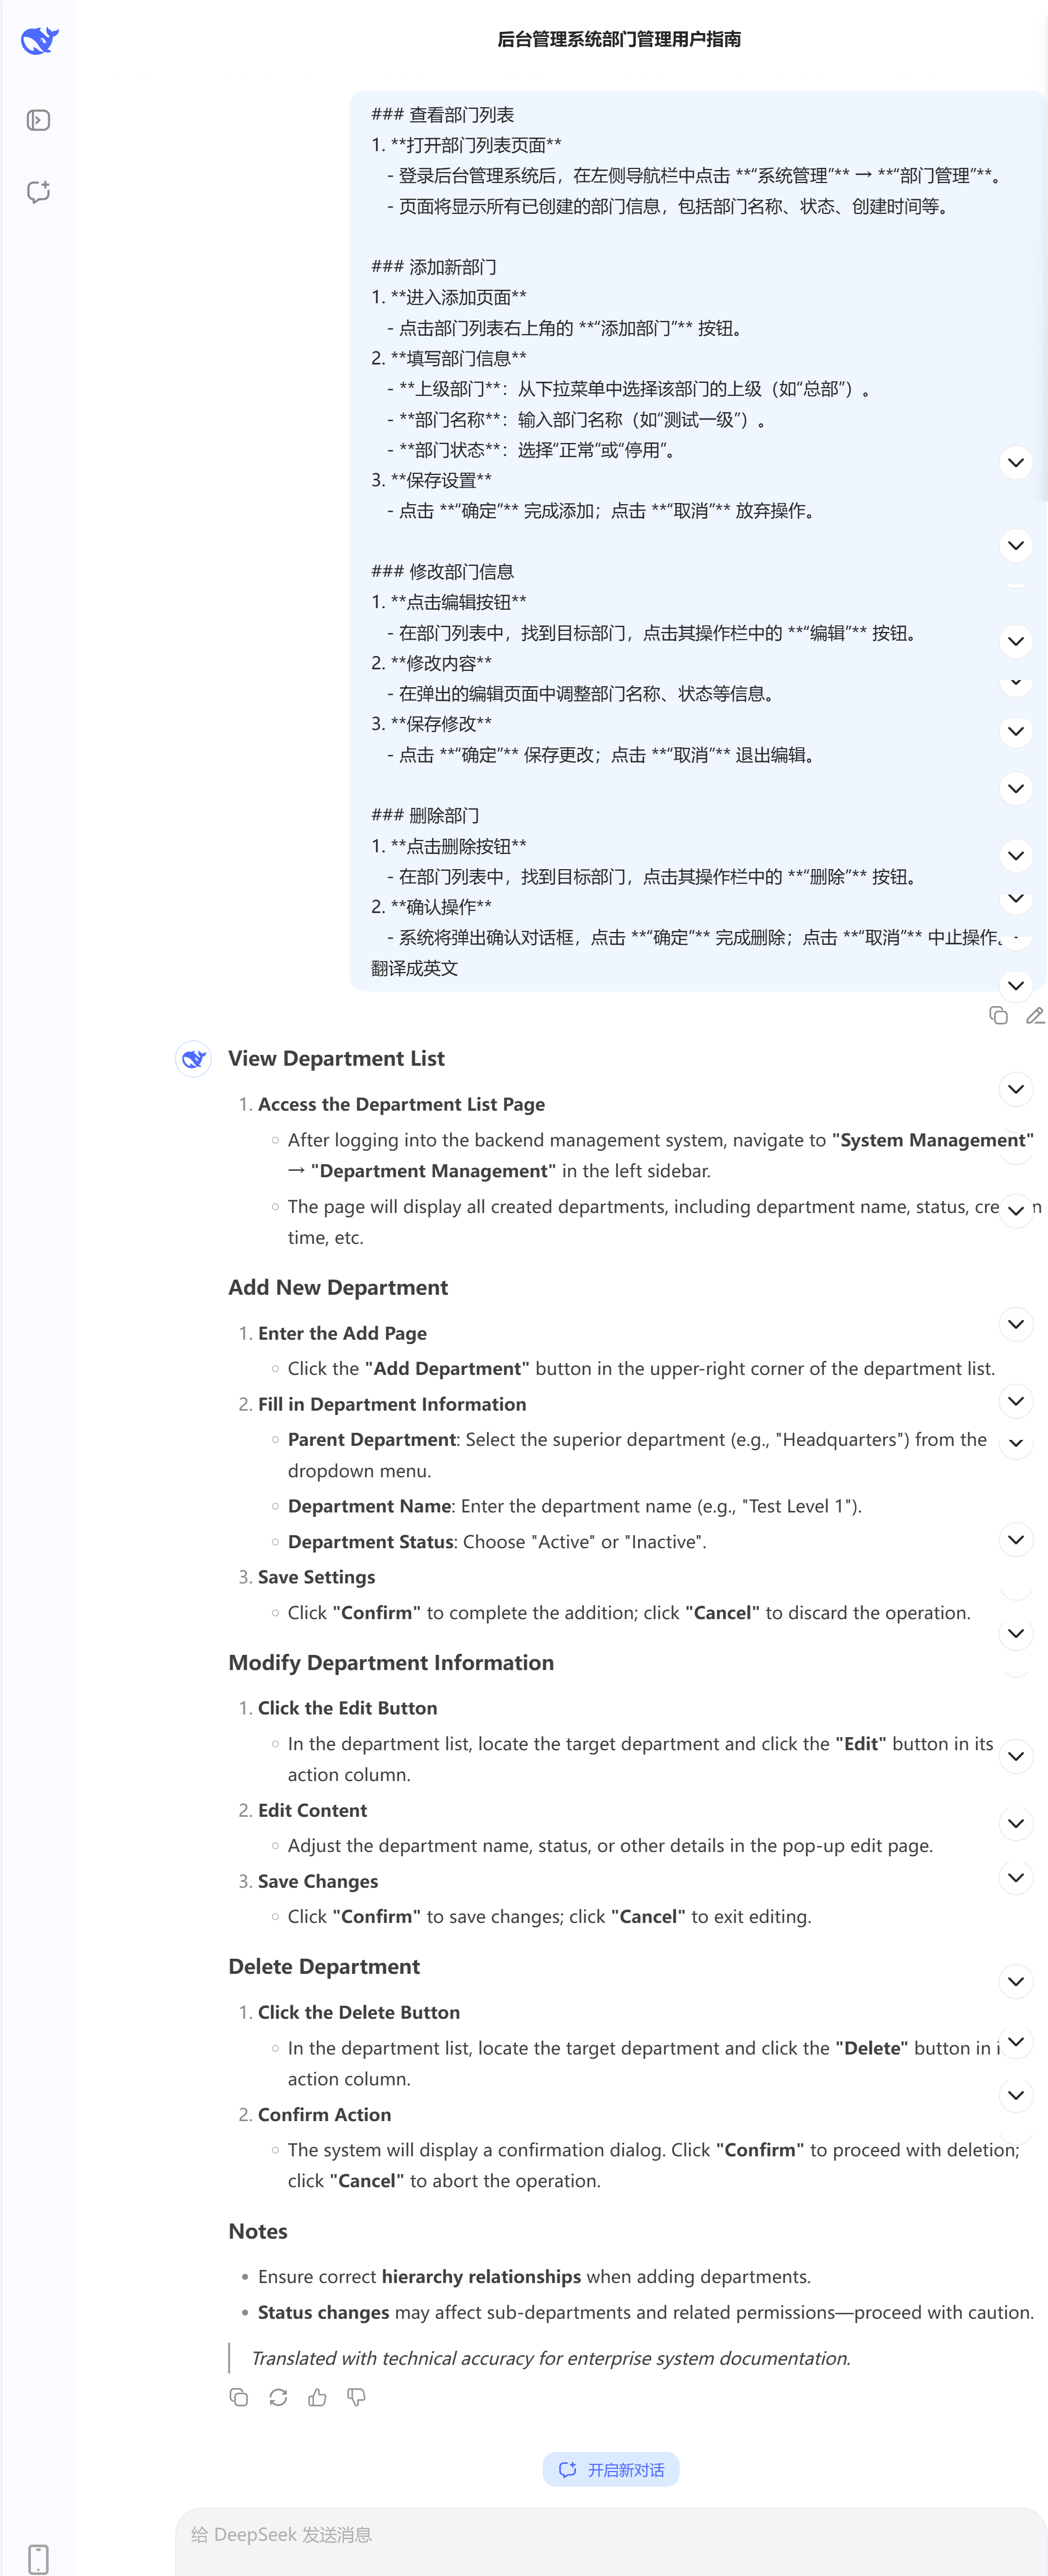 后台管理系统部门管理用户指南
### 查看部门列表
1. **打开部门列表页面**
- 登录后台管理系统后，在左侧导航栏中点击 **“系统管理”** → **“部门管理”**。
- 页面将显示所有已创建的部门信息，包括部门名称、状态、创建时间等。
### 添加新部门
1. **进入添加页面**
- 点击部门列表右上角的 **“添加部门”** 按钮。
2. **填写部门信息**
- **上级部门**：从下拉菜单中选择该部门的上级（如“总部”）。
- **部门名称**：输入部门名称（如“测试一级”）。
- **部门状态**：选择“正常”或“停用”。
3. **保存设置**
- 点击 **“确定”** 完成添加；点击 **“取消”** 放弃操作。
### 修改部门信息
1. **点击编辑按钮**
- 在部门列表中，找到目标部门，点击其操作栏中的 **“编辑”** 按钮。
2. **修改内容**
- 在弹出的编辑页面中调整部门名称、状态等信息。
3. **保存修改**
- 点击 **“确定”** 保存更改；点击 **“取消”** 退出编辑。
### 删除部门
1. **点击删除按钮**
- 在部门列表中，找到目标部门，点击其操作栏中的 **“删除”** 按钮。
2. **确认操作**
- 系统将弹出确认对话框，点击 **“确定”** 完成删除；点击 **“取消”** 中止操作。
翻译成英文
View Department List
1. Access the Department List Page
After logging into the backend management system, navigate to "System Management"
→ "Department Management" in the left sidebar.
The page will display all created departments, including department name, status,
time, etc.
Add New Department
1. Enter the Add Page
Click the "Add Department" button in the upper-right corner of the department list.
2. Fill in Department Information
Parent Department: Select the superior department (e.g., "Headquarters") from the
dropdown menu.
Department Name: Enter the department name (e.g., "Test Level 1").
Department Status: Choose "Active" or "Inactive".
3. Save Settings
Click "Confirm" to complete the addition; click "Cancel" to discard the operation.
Modify Department Information
1. Click the Edit Button
In the department list, locate the target department and click the "Edit" button in its
action column.
2. Edit Content
Adjust the department name, status, or other details in the pop-up edit page.
3. Save Changes
Click "Confirm" to save changes; click "Cancel" to exit editing.
Delete Department
1. Click the Delete Button
In the department list, locate the target department and click the "Delete" button in
action column.
2. Confirm Action
The system will display a confirmation dialog. Click "Confirm" to proceed with deletion;
click "Cancel" to abort the operation.
Notes
Ensure correct hierarchy relationships when adding departments.
Status changes may affect sub-departments and related permissions—proceed with caution.
Translated with technical accuracy for enterprise system documentation.
开启新对话
给 DeepSeek 发送消息